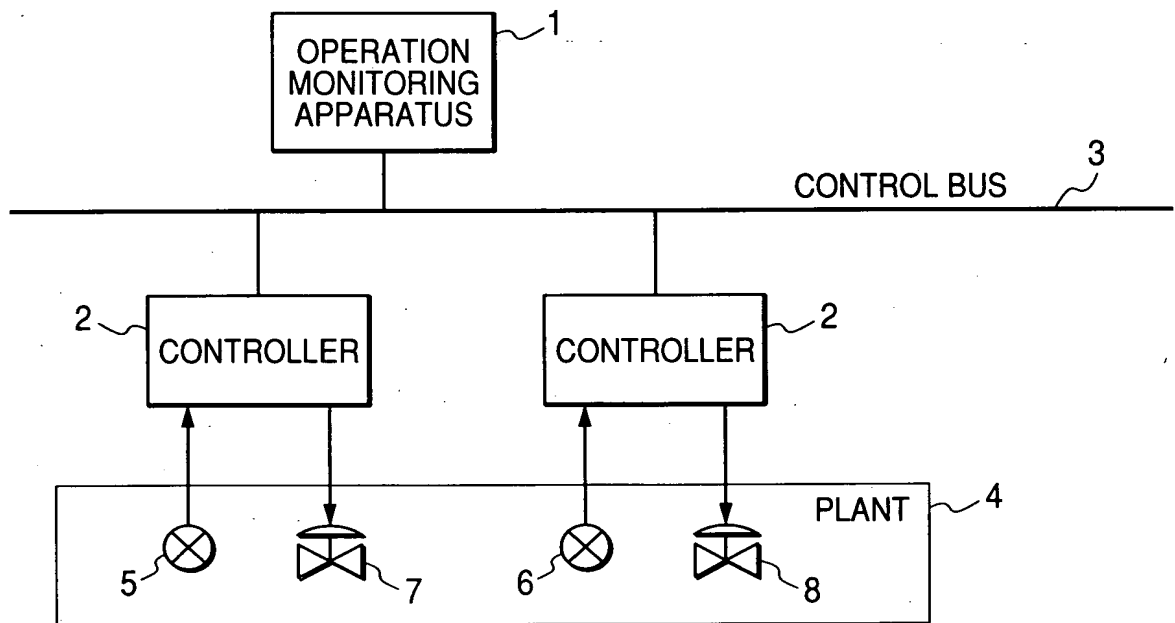 1
OPERATION
MONITORING
APPARATUS
3
CONTROL BUS
2
CONTROLLER
2
CONTROLLER
PLANT
4
5
7
6
8